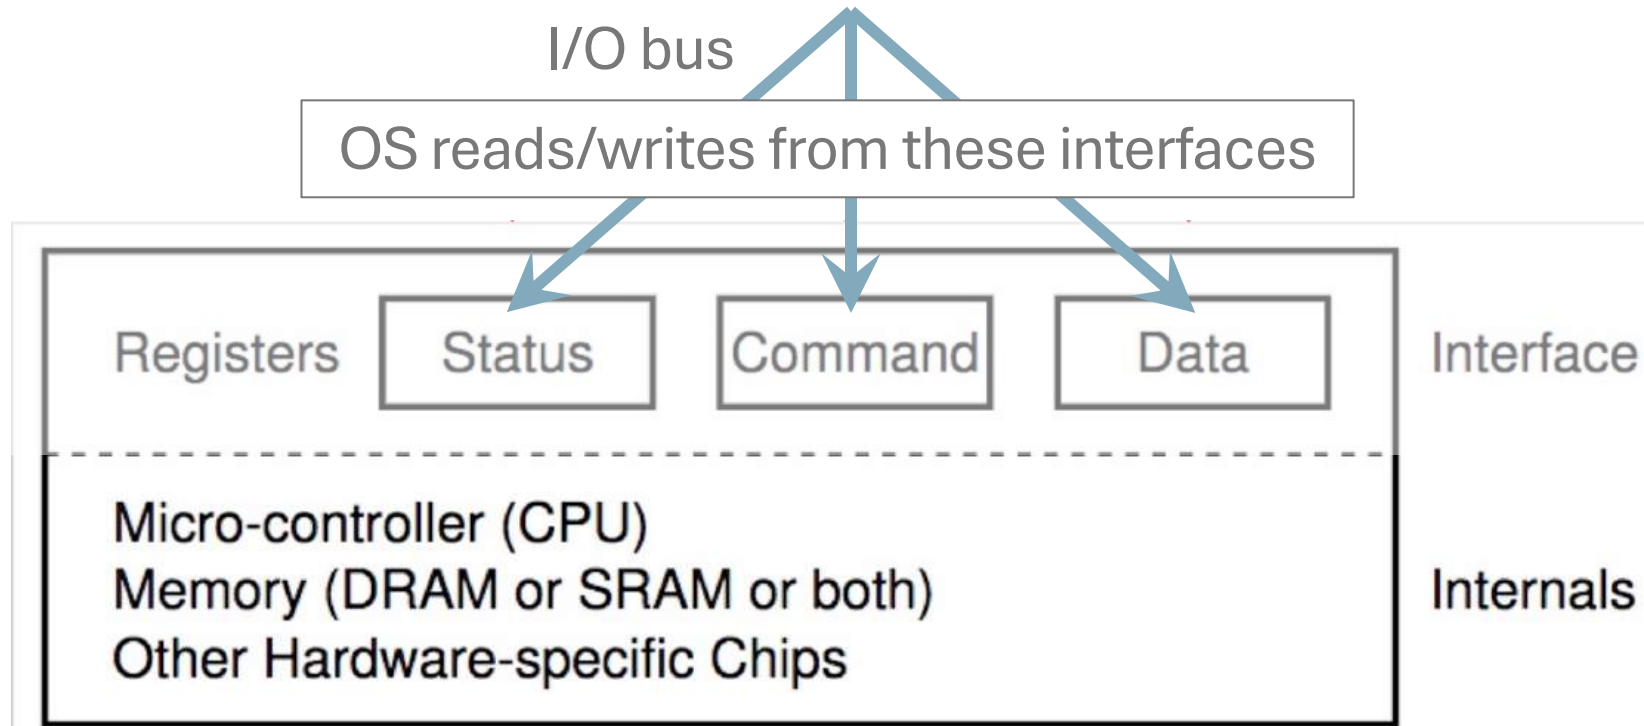 I/O bus
OS reads/writes from these interfaces
Registers Status Command Data Interface
Micro-controller (CPU)
Memory (DRAM or SRAM or both) Internals
Other Hardware-specific Chips